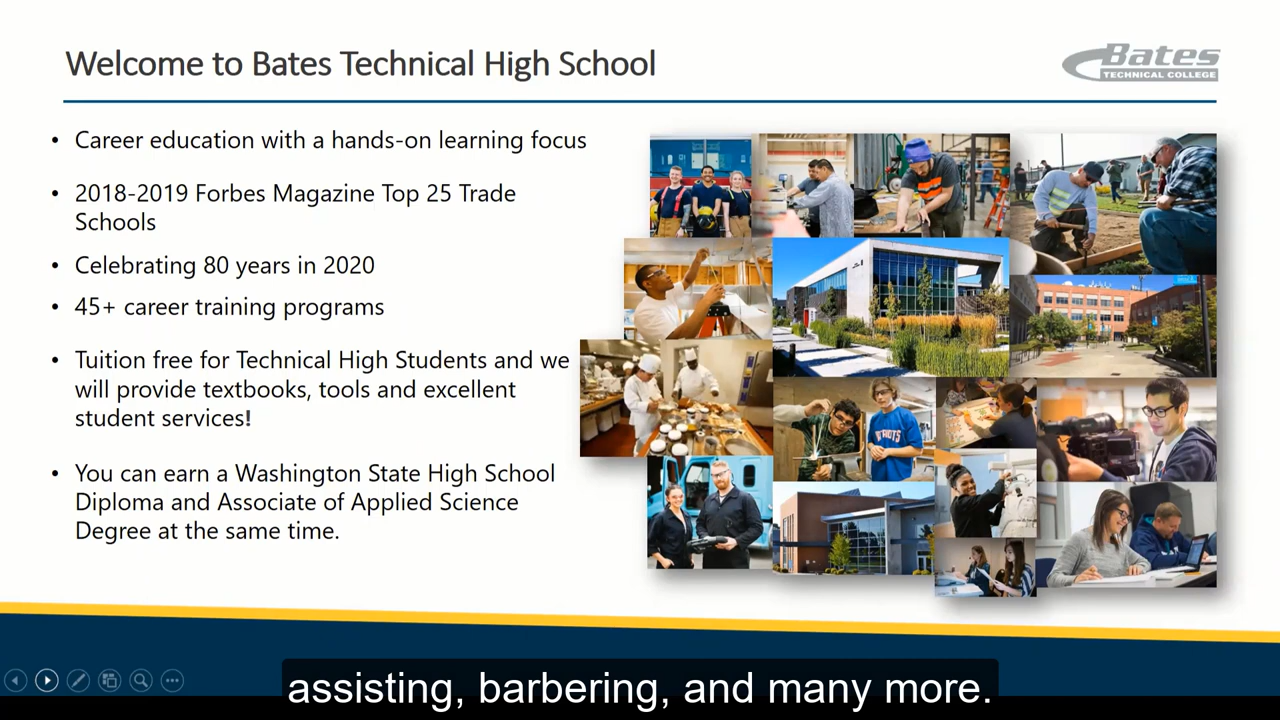 Welcome to Bates Technical High School
Bates
TECHNICAL COLLEGE
• Career education with a hands-on learning focus
• 2018-2019 Forbes Magazine Top 25 Trade
Schools
• Celebrating 80 years in 2020
• 45+ career training programs
• Tuition free for Technical High Students and we
will provide textbooks, tools and excellent
student services!
• You can earn a Washington State High School
Diploma and Associate of Applied Science
Degree at the same time.
assisting, barbering, and many more.